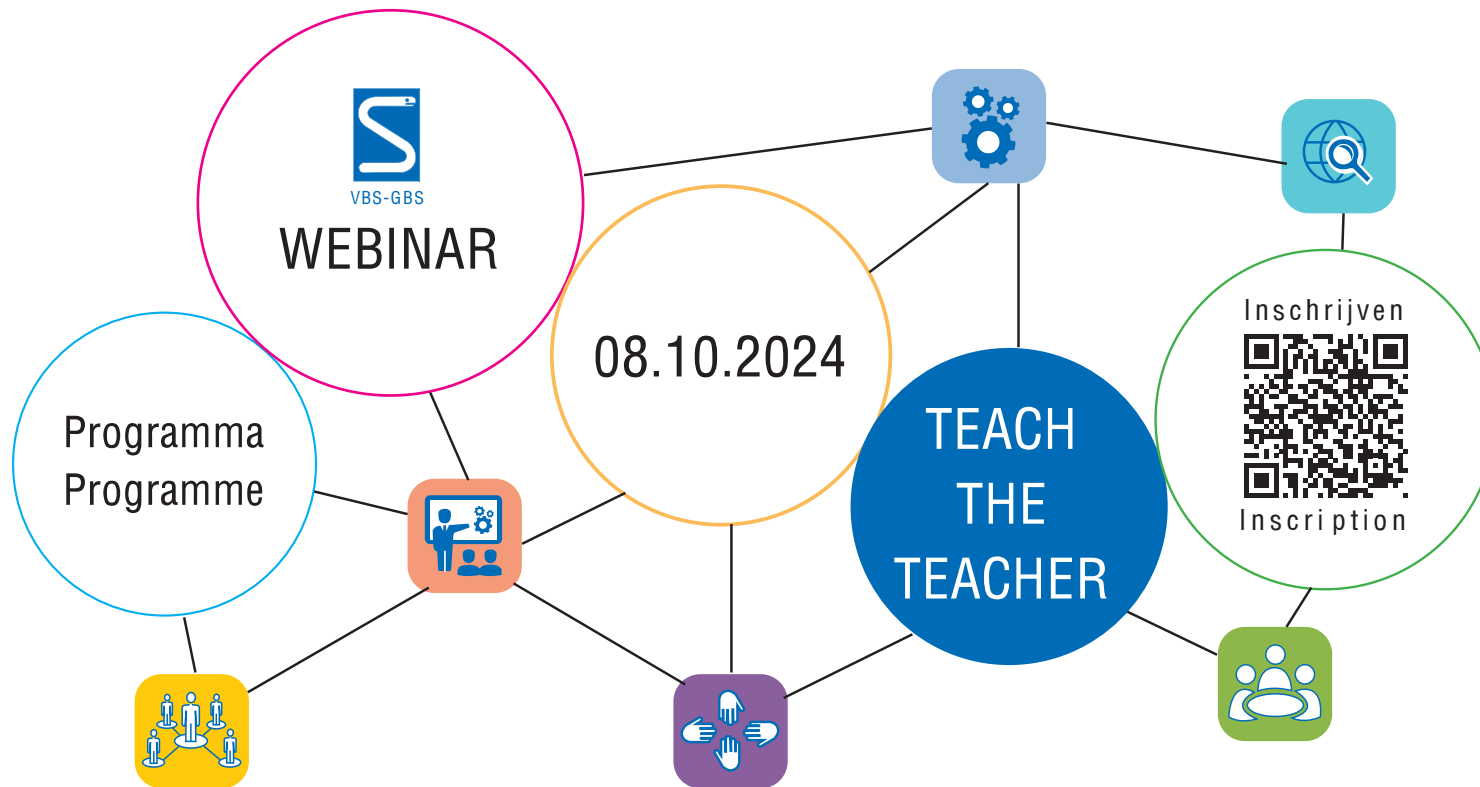 VBS-GBS
WEBINAR
08.10.2024
Programma
Programme
TEACH
THE
TEACHER
Inschrijven
Inscription